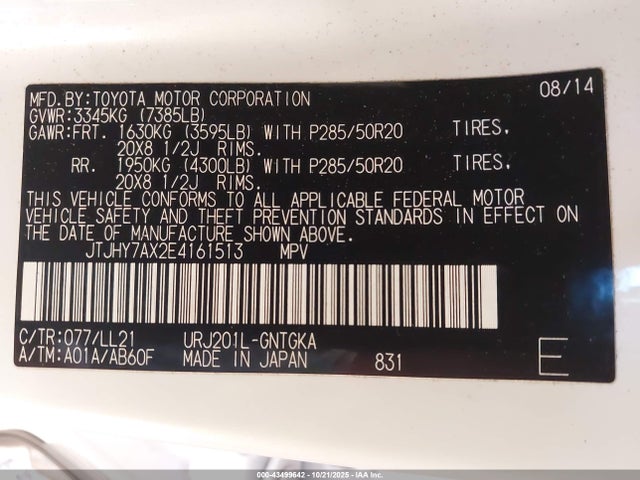 MFD.BY:TOYOTA MOTOR CORPORATION 08/14
GVWR:3345KG (7385LB)
GAWR:FRT. 1630KG (3595LB) WITH P285/50R20 TIRES,
20X8 1/2J RIMS.
RR. 1950KG (4300LB) WITH P285/50R20 TIRES,
20X8 1/2J RIMS.
THIS VEHICLE CONFORMS TO ALL APPLICABLE FEDERAL MOTOR
VEHICLE SAFETY AND THEFT PREVENTION STANDARDS IN EFFECT ON
THE DATE OF MANUFACTURE SHOWN ABOVE.
JTJHY7AX2E4161513 MPV
C/TR:077/LL21 URJ201L-GNTGKA
A/TM:A01A/AB60F MADE IN JAPAN 831 E
000-43499642 - 10/21/2025 - IAA Inc.